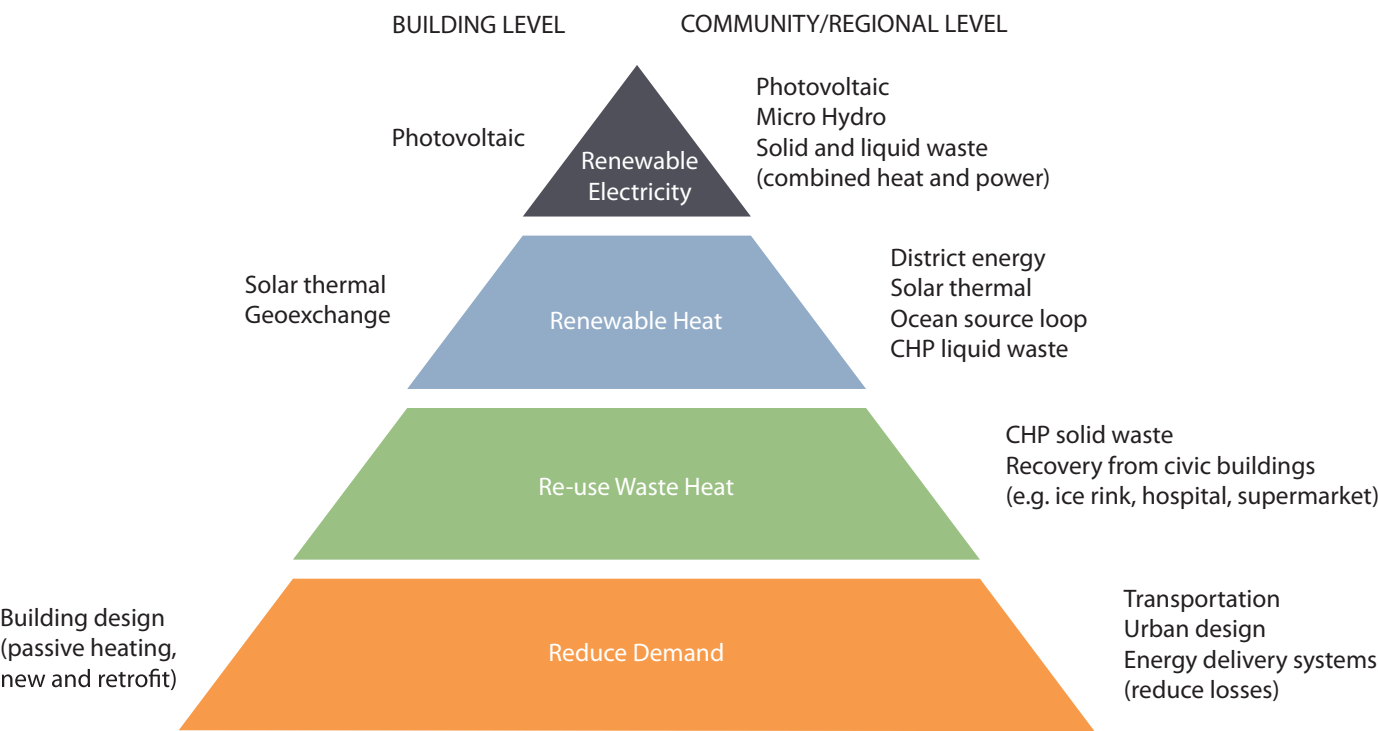 BUILDING LEVEL
COMMUNITY/REGIONAL LEVEL
Photovoltaic
Renewable
Electricity
Photovoltaic
Micro Hydro
Solid and liquid waste
(combined heat and power)
Solar thermal
Geoexchange
Renewable Heat
District energy
Solar thermal
Ocean source loop
CHP liquid waste
Re-use Waste Heat
CHP solid waste
Recovery from civic buildings
(e.g. ice rink, hospital, supermarket)
Building design
(passive heating,
new and retrofit)
Reduce Demand
Transportation
Urban design
Energy delivery systems
(reduce losses)